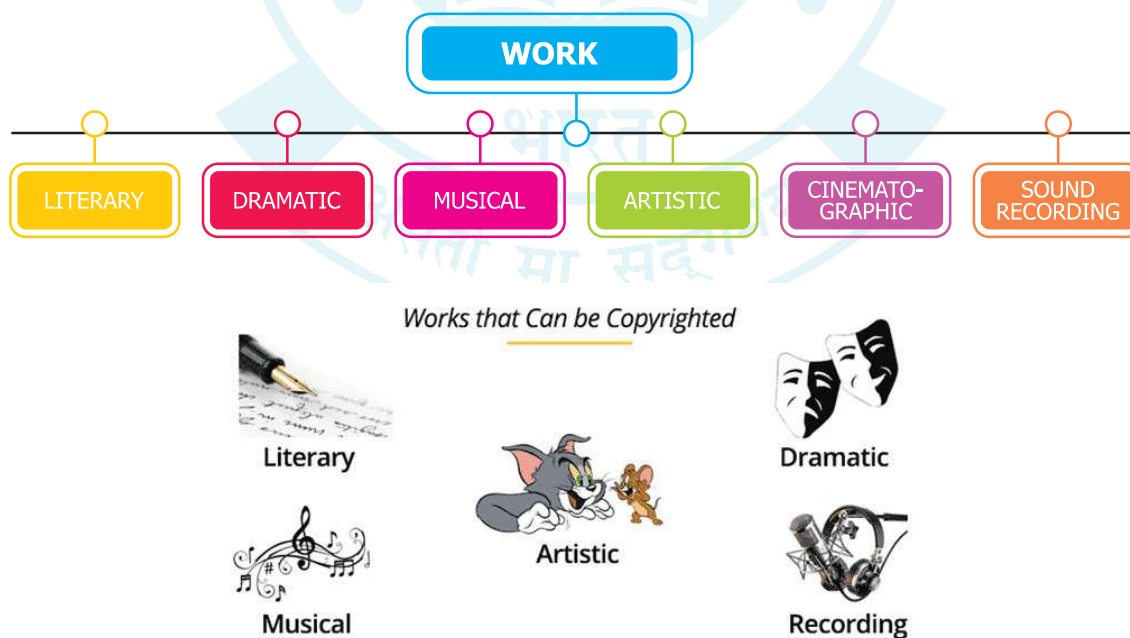 WORK
भारत
LITERARY
DRAMATIC
MUSICAL
ARTISTIC
CINEMATO-
GRAPHIC
SOUND
RECORDING
मा
Works that Can be Copyrighted
Literary
Dramatic
Artistic
Musical
Recording